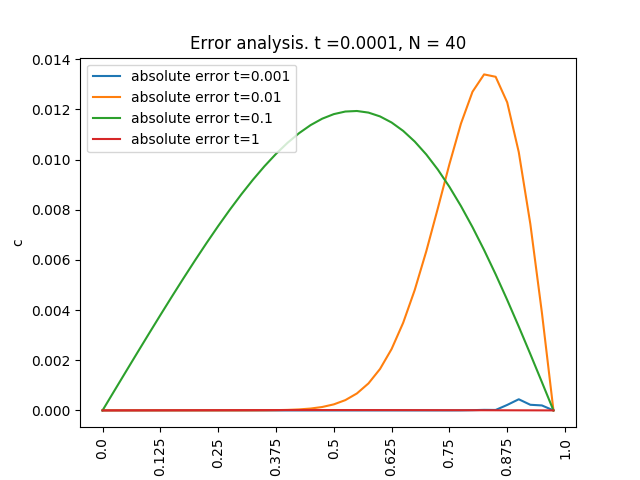 Error analysis. t =0.0001, N = 40
absolute error t=0.001
absolute error t=0.01
absolute error t=0.1
absolute error t=1
c
0.014
0.012
0.010
0.008
0.006
0.004
0.002
0.000
0.0 0.125 0.25 0.375 0.5 0.625 0.75 0.875 1.0